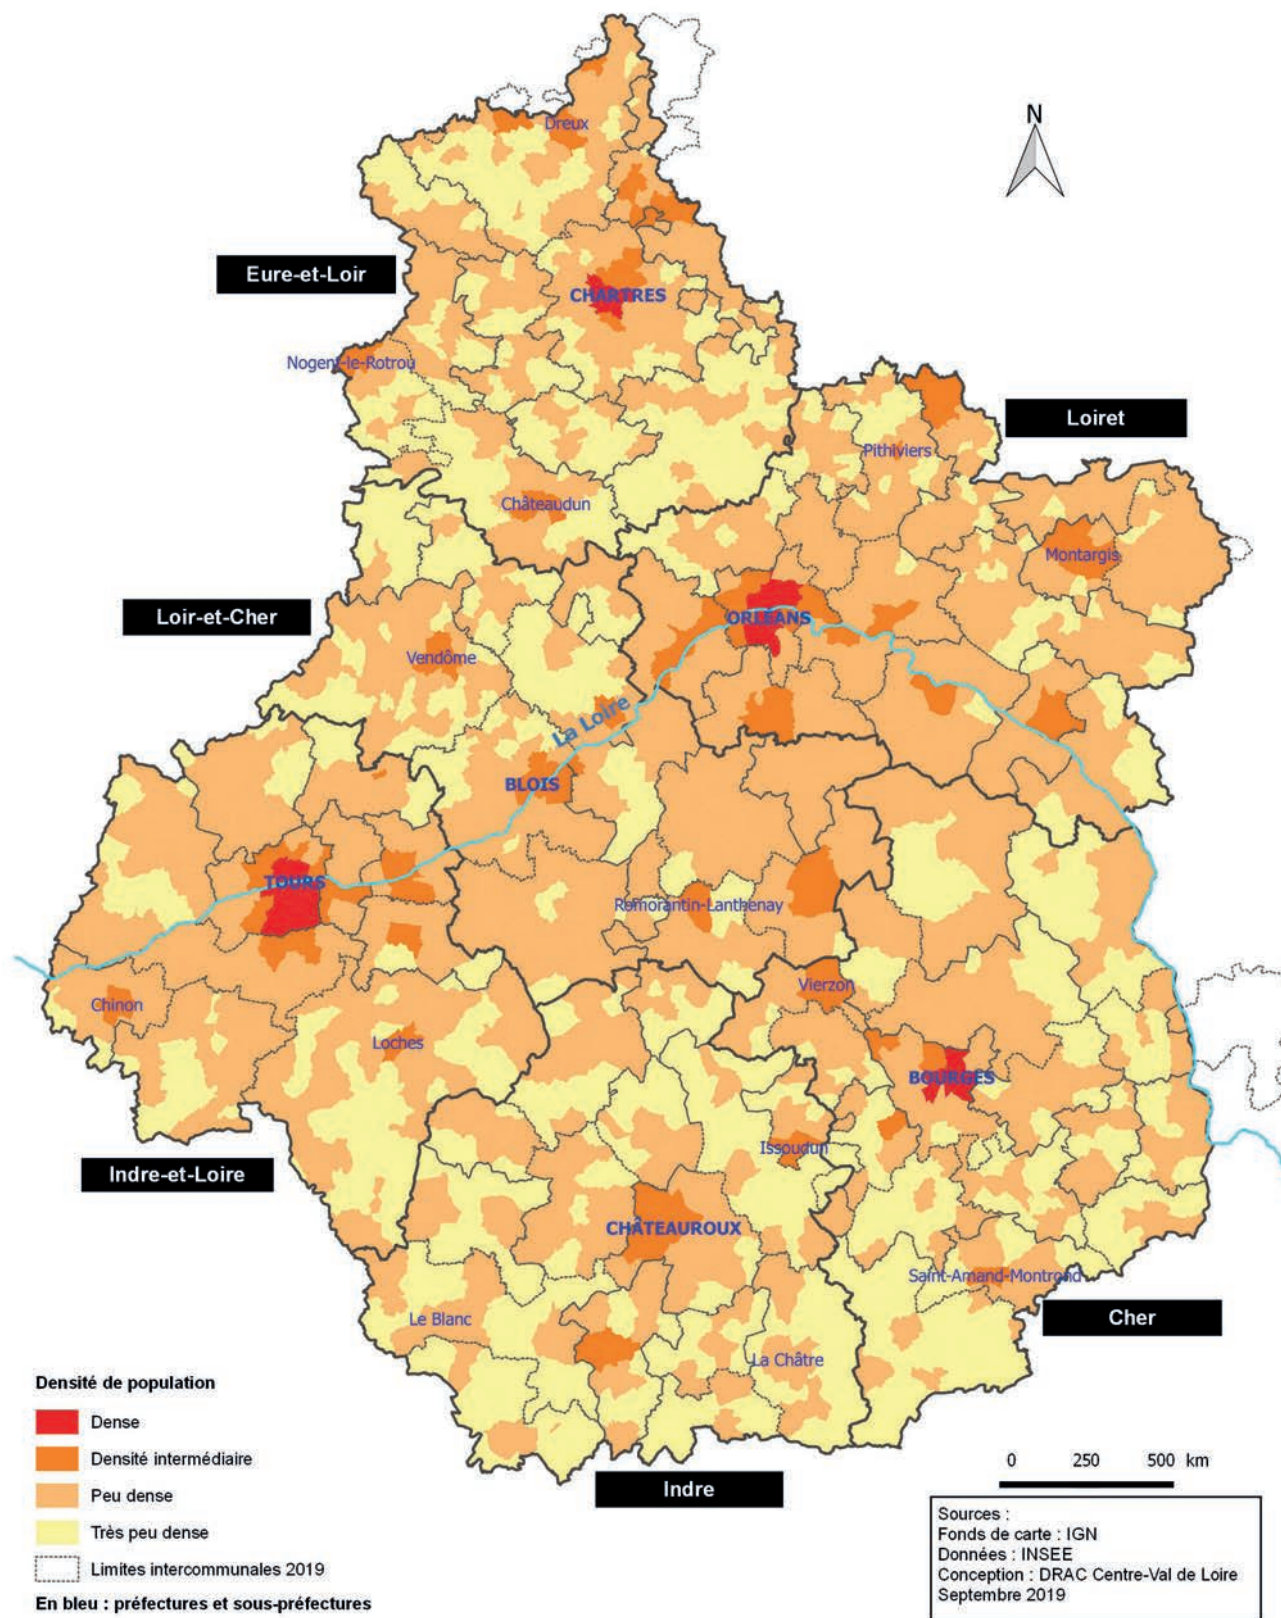 N
Dreux
Eure-et-Loir
CHARTRES
Nogent-le-Rotrou
Loiret
Pithiviers
Châteaudun
Montargis
Loir-et-Cher
ORLEANS
Vendôme
La Loire
BLOIS
TOURS
Romorantin-Lanthenay
Vierzon
Chinon
Loches
BOURGES
Issoudun
Indre-et-Loire
CHÂTEAUROUX
Saint-Amand-Montrond
Le Blanc
Cher
La Châtre
Densité de population
Dense
Densité intermédiaire
Peu dense
Très peu dense
Limites intercommunales 2019
En bleu : préfectures et sous-préfectures
Indre
0 250 500 km
Sources :
Fonds de carte : IGN
Données : INSEE
Conception : DRAC Centre-Val de Loire
Septembre 2019